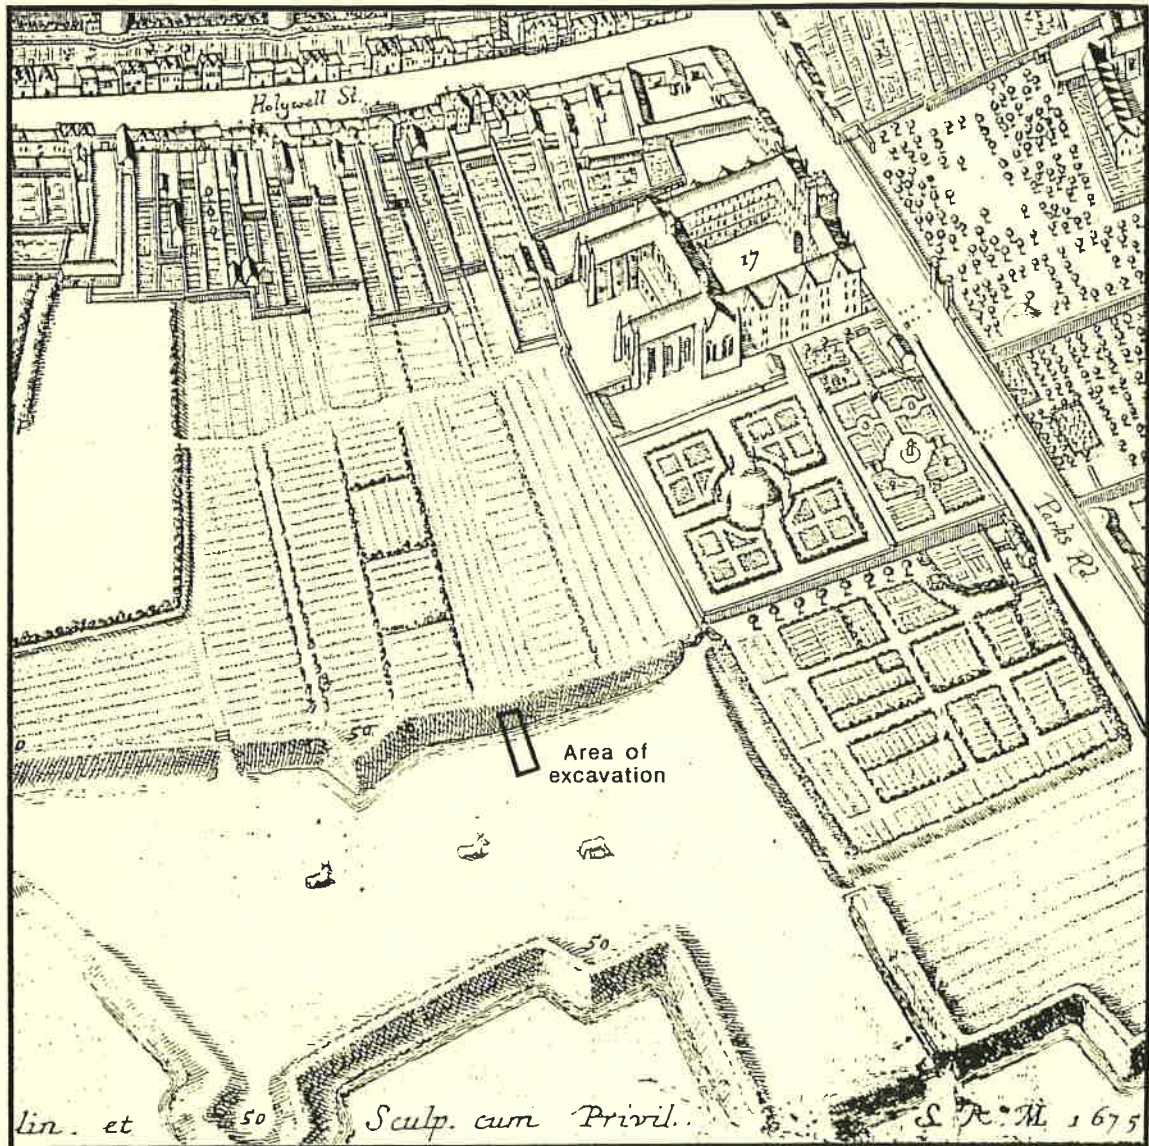 Holywell St.
17
Parks Rd
50
Area of
excavation
50
lin. et 50 Sculp. cum Privil.. S. R. M 1675